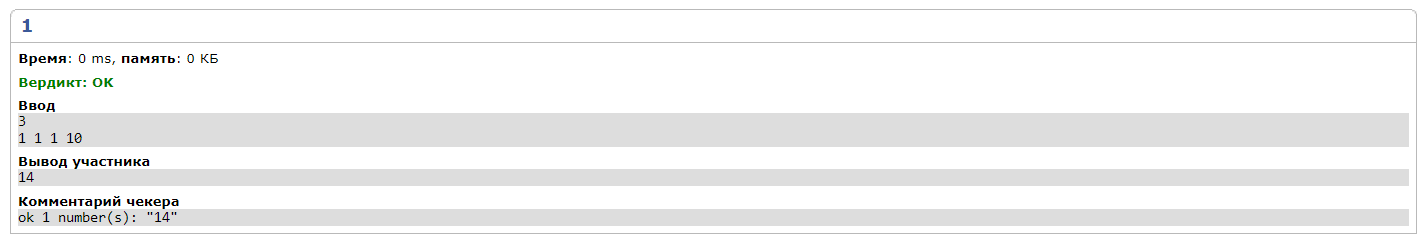 1
Время: 0 ms, память: 0 КБ
Вердикт: OK
Ввод
3
1 1 1 10
Вывод участника
14
Комментарий чекера
ok 1 number(s): "14"